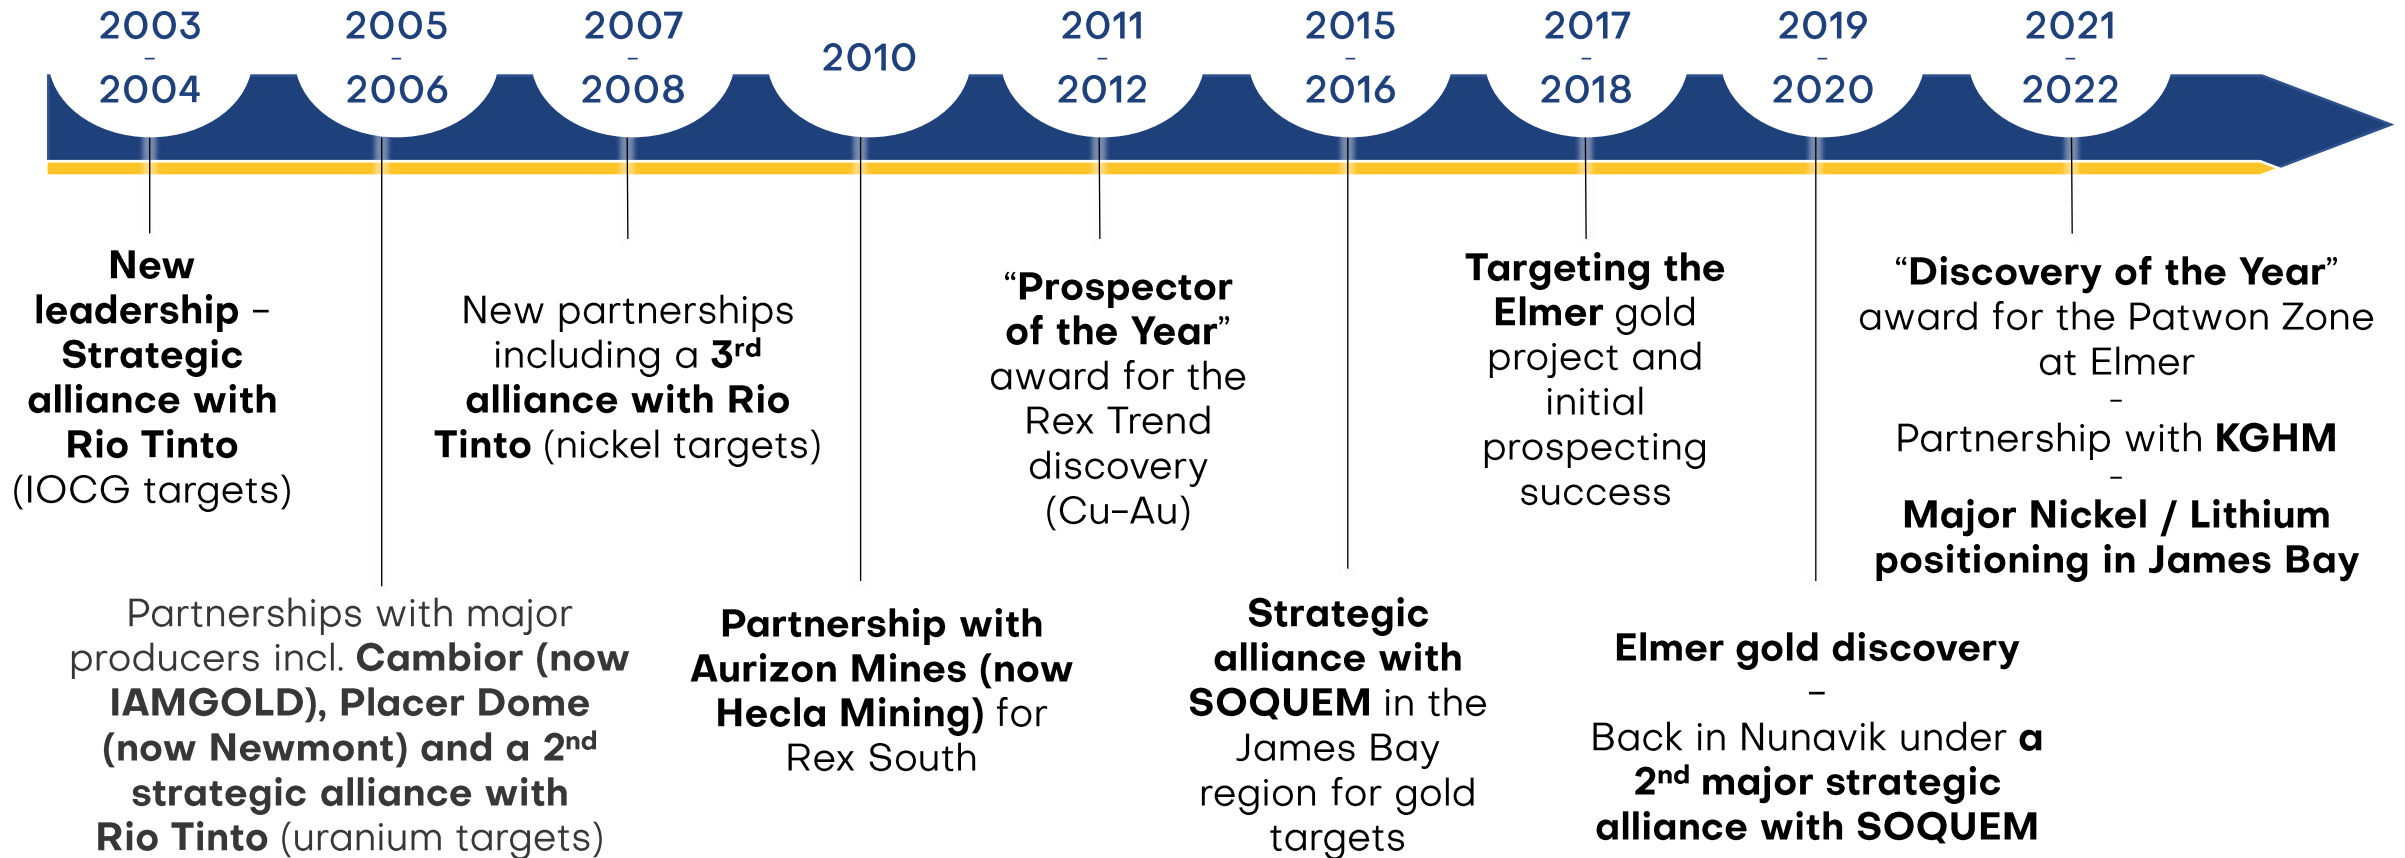 2003
–
2004
2005
–
2006
2007
–
2008
2010
2011
–
2012
2015
–
2016
2017
–
2018
2019
–
2020
2021
–
2022
New
leadership –
Strategic
alliance with
Rio Tinto
(IOCG targets)
Partnerships with major
producers incl. Cambior (now
IAMGOLD), Placer Dome
(now Newmont) and a 2nd
strategic alliance with
Rio Tinto (uranium targets)
New partnerships
including a 3rd
alliance with Rio
Tinto (nickel targets)
Partnership with
Aurizon Mines (now
Hecla Mining) for
Rex South
“Prospector
of the Year”
award for the
Rex Trend
discovery
(Cu–Au)
Strategic
alliance with
SOQUEM in the
James Bay
region for gold
targets
Targeting the
Elmer gold
project and
initial
prospecting
success
Elmer gold discovery
–
Back in Nunavik under a
2nd major strategic
alliance with SOQUEM
“Discovery of the Year”
award for the Patwon Zone
at Elmer
–
Partnership with KGHM
–
Major Nickel / Lithium
positioning in James Bay